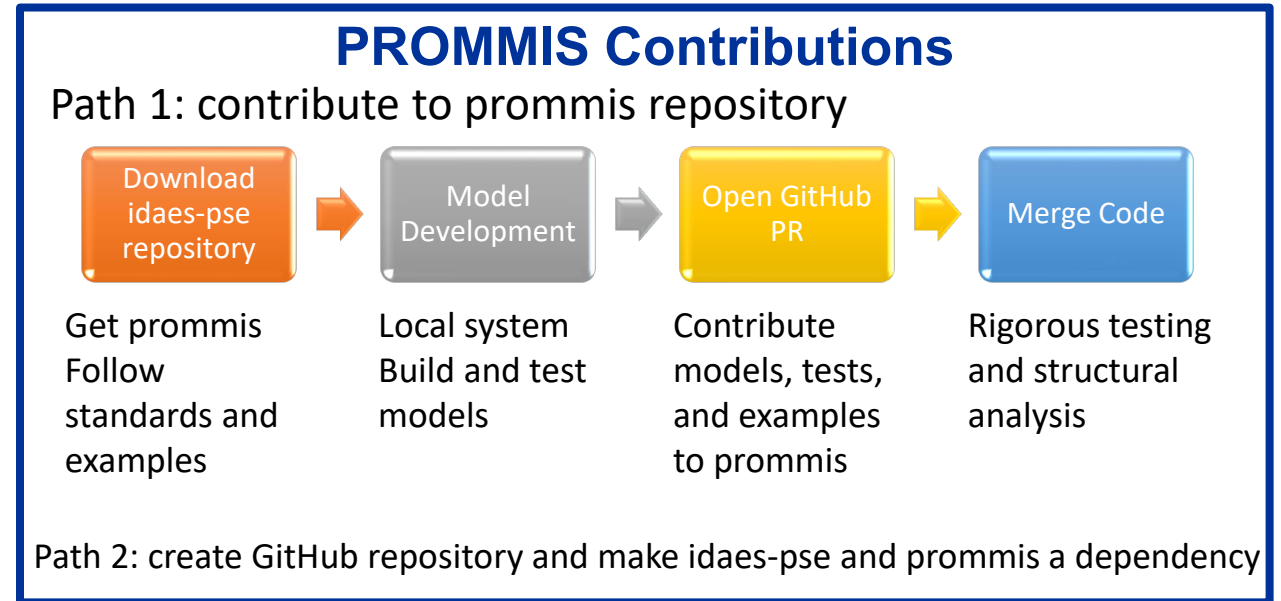 PROMMIS Contributions
Path 1: contribute to prommis repository
Download
idaes-pse
repository
Model
Development
Open GitHub
PR
Merge Code
Get prommis
Follow
standards and
examples
Local system
Build and test
models
Contribute
models, tests,
and examples
to prommis
Rigorous testing
and structural
analysis
Path 2: create GitHub repository and make idaes-pse and prommis a dependency